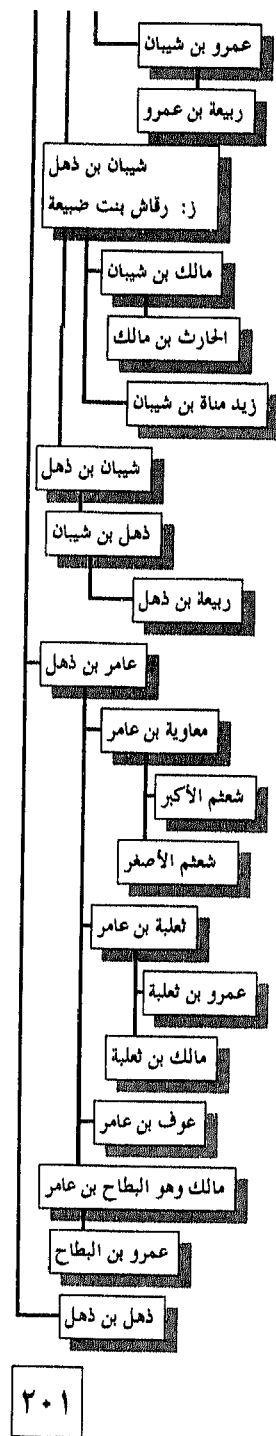 عمرو بن شيبان
ربيعة بن عمرو
شيبان بن ذهل
ز: رقاش بنت ضبيعة
مالك بن شيبان
الحارث بن مالك
زيد مناة بن شيبان
شيبان بن ذهل
ذهل بن شيبان
ربيعة بن ذهل
عامر بن ذهل
معاوية بن عامر
شعثم الأكبر
شعثم الأصغر
ثعلبة بن عامر
عمرو بن ثعلبة
مالك بن ثعلبة
عوف بن عامر
مالك وهو البطاح بن عامر
عمرو بن البطاح
ذهل بن ذهل
٢٠١